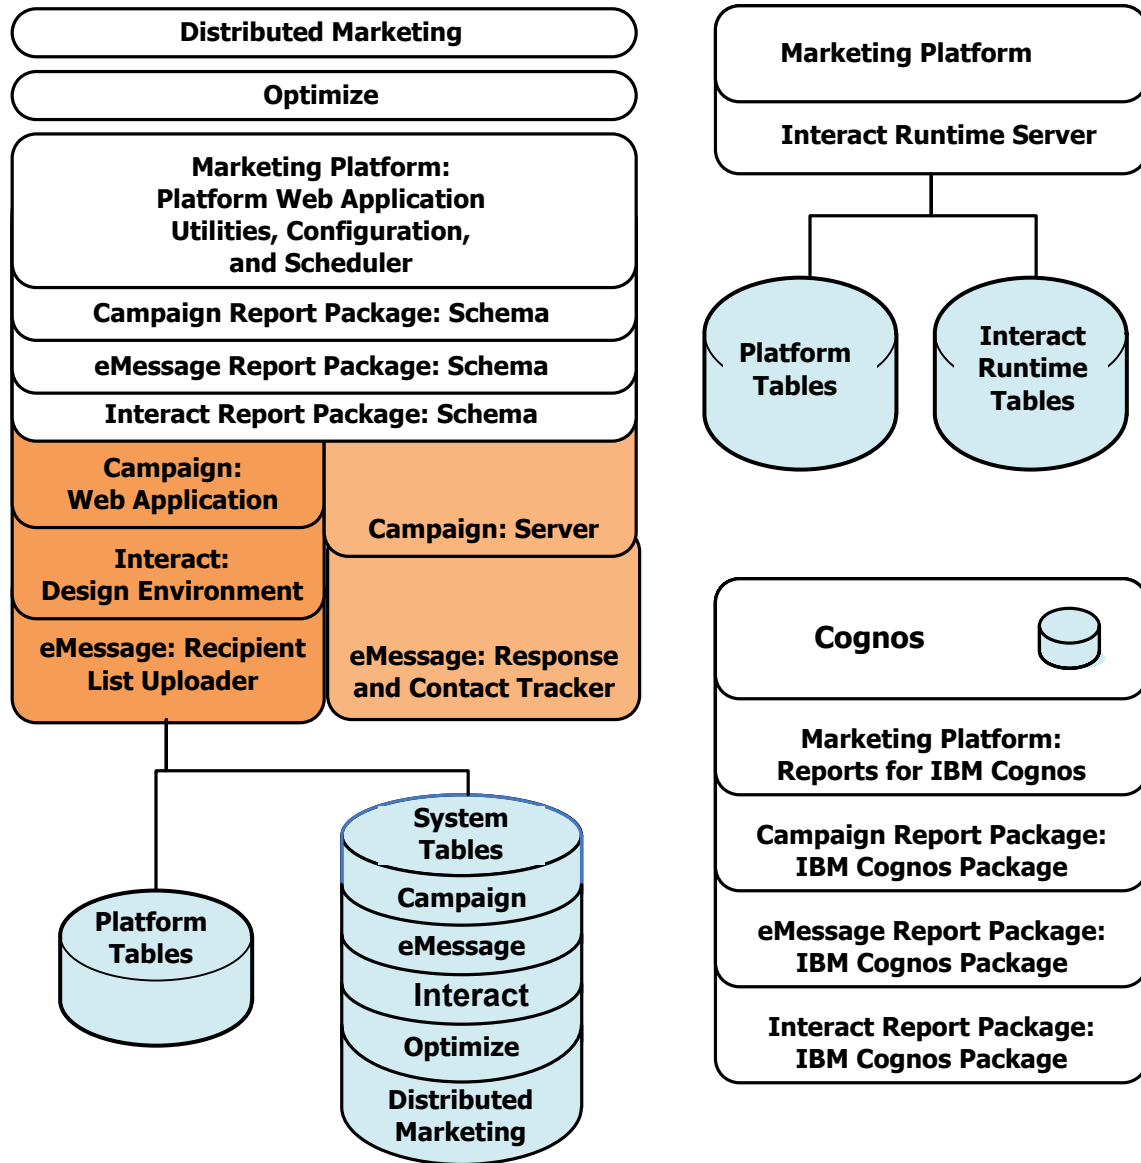 Distributed Marketing
Optimize
Marketing Platform:
Platform Web Application
Utilities, Configuration,
and Scheduler
Campaign Report Package: Schema
eMessage Report Package: Schema
Interact Report Package: Schema
Campaign:
Web Application
Interact:
Design Environment
eMessage: Recipient
List Uploader
Campaign: Server
eMessage: Response
and Contact Tracker
Platform
Tables
System
Tables
Campaign
eMessage
Interact
Optimize
Distributed
Marketing
Marketing Platform
Interact Runtime Server
Platform
Tables
Interact
Runtime
Tables
Cognos
Marketing Platform:
Reports for IBM Cognos
Campaign Report Package:
IBM Cognos Package
eMessage Report Package:
IBM Cognos Package
Interact Report Package:
IBM Cognos Package